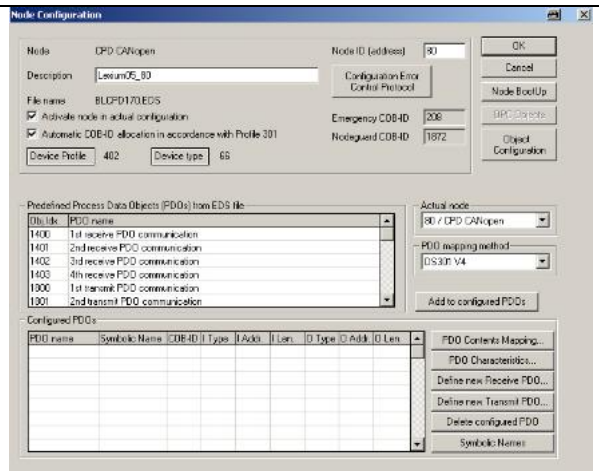 Node Configuration
Node CPD CANopen Node ID (address) 80 OK
Description Lexium05_80 Configuration Error Control Protocol Cancel
Node BootUp
File name BLCPD170.EDS
Activate node in actual configuration Emergency COB-ID 208
Automatic COB-ID allocation in accordance with Profile 301 Nodeguard COB-ID 1872 Object Configuration
Device Profile 402 Device type 66
Predefined Process Data Objects (PDOs) from EDS file Actual node
Obj.Idx. PDO name 80 / CPD CANopen
1400 1st receive PDO communication
1401 2nd receive PDO communication PDO mapping method
1402 3rd receive PDO communication DS301 V4
1403 4th receive PDO communication
1800 1st transmit PDO communication
1801 2nd transmit PDO communication Add to configured PDOs
Configured PDOs
PDO name Symbolic Name COB-ID I Type I Addr. I Len. O Type O Addr. O Len. PDO Contents Mapping...
PDO Characteristics...
Define new Receive PDO...
Define new Transmit PDO...
Delete configured PDO
Symbolic Names